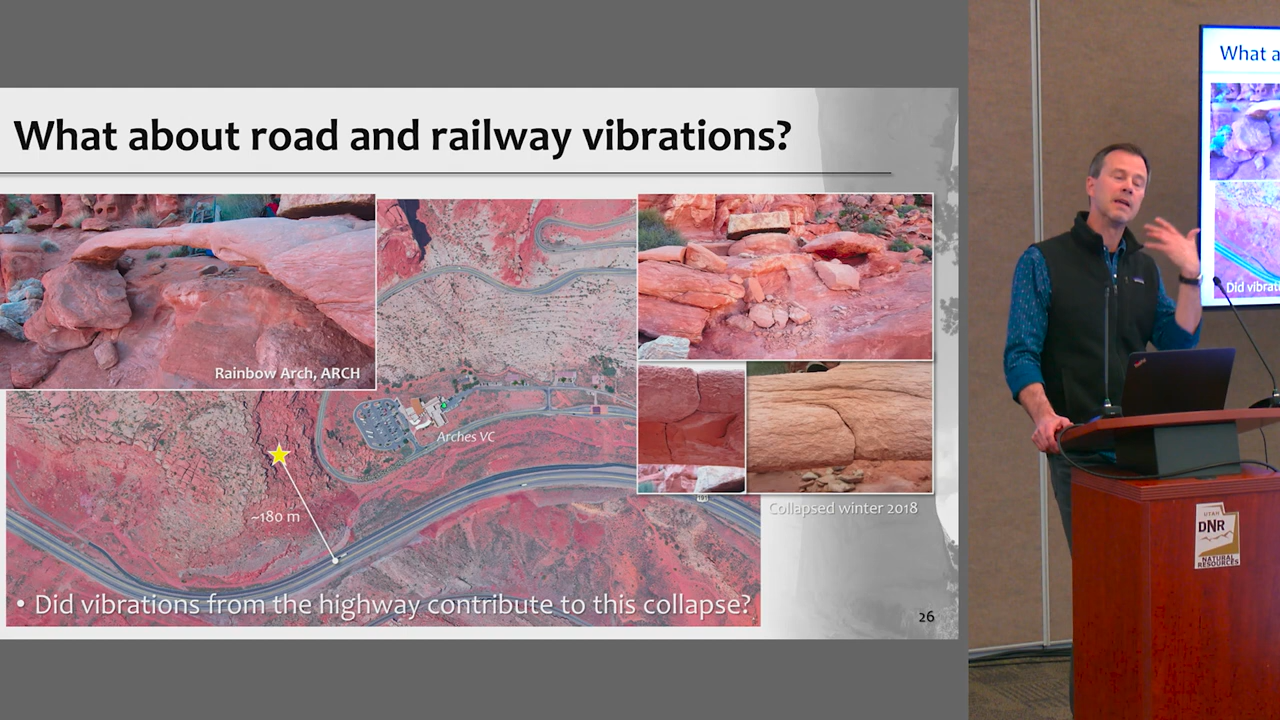 What about road and railway vibrations?
Rainbow Arch, ARCH
Arches VC
~180 m
191
Collapsed winter 2018
• Did vibrations from the highway contribute to this collapse?
26
What a
Did vibrat
UTAH
DNR
NATURAL
RESOURCES